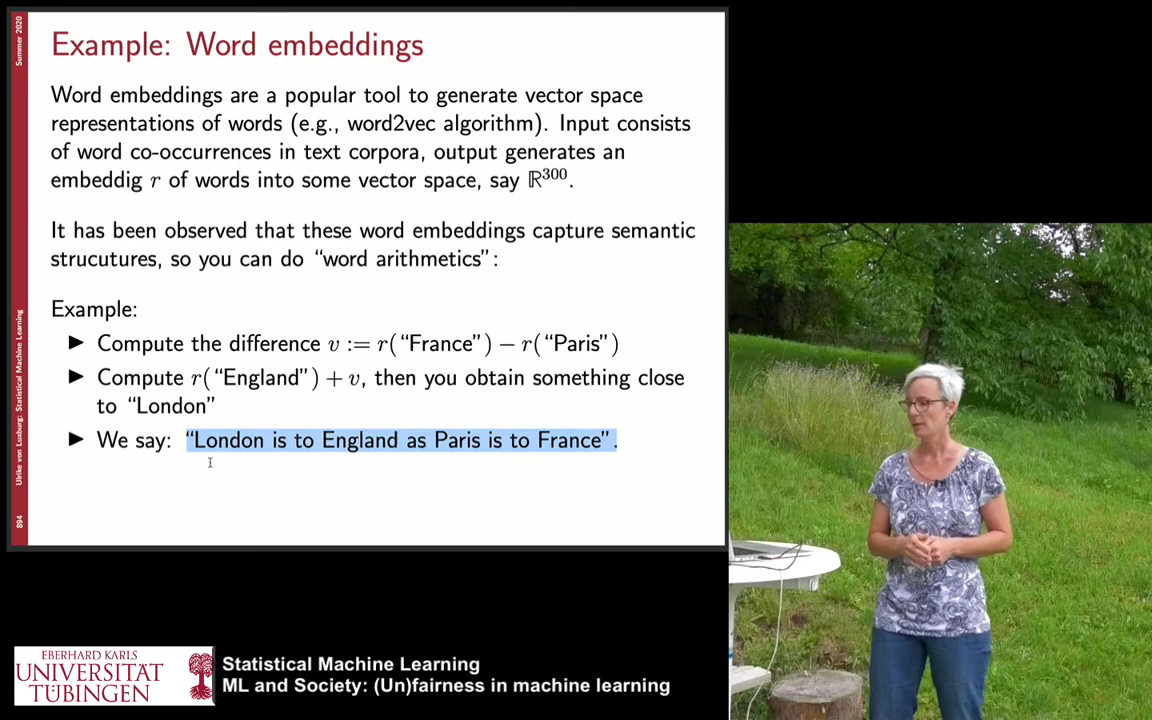 Example: Word embeddings
Word embeddings are a popular tool to generate vector space
representations of words (e.g., word2vec algorithm). Input consists
of word co-occurrences in text corpora, output generates an
embeddig r of words into some vector space, say ℝ³⁰⁰.
It has been observed that these word embeddings capture semantic
strucutures, so you can do “word arithmetics”:
Example:
▶ Compute the difference v := r(“France”) − r(“Paris”)
▶ Compute r(“England”) + v, then you obtain something close
to “London”
▶ We say: “London is to England as Paris is to France”.
Summer 2020
Ulrike von Luxburg: Statistical Machine Learning
894
EBERHARD KARLS
UNIVERSITÄT
TÜBINGEN
Statistical Machine Learning
ML and Society: (Un)fairness in machine learning